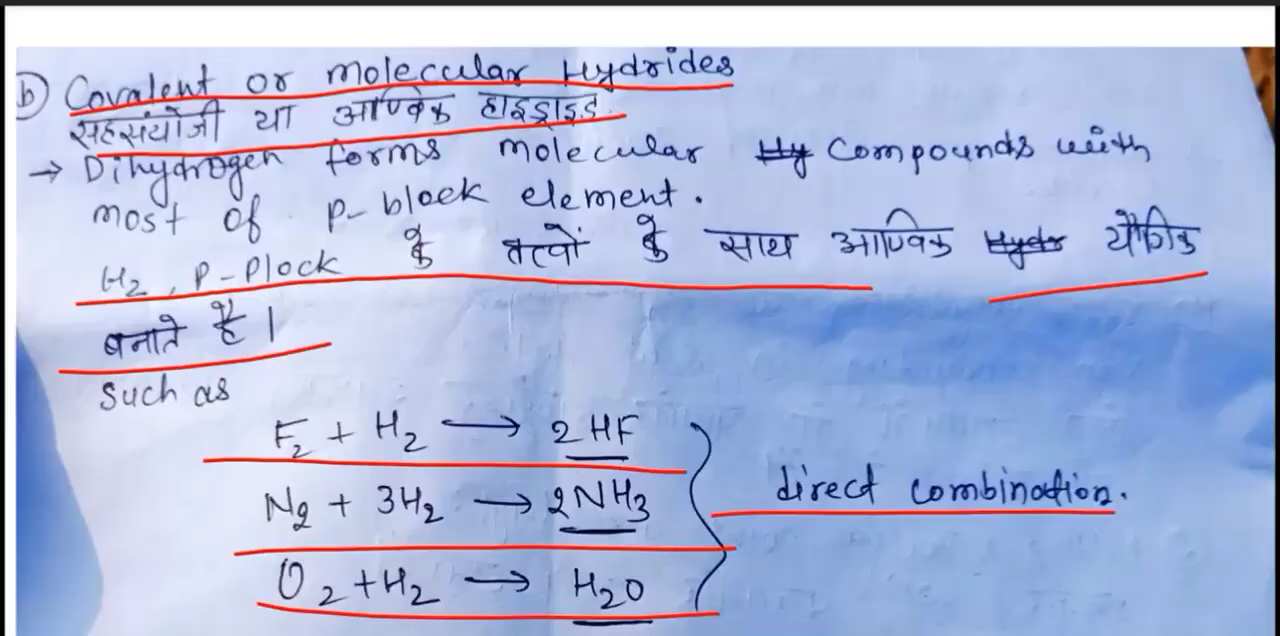 b) Covalent or molecular Hydrides
सहसंयोजी या आण्विक हाइड्राइड
→ Dihydrogen forms molecular Hy Compounds with
most of p-block element.
H₂, P-Plock के तत्वों के साथ आण्विक Hydr यौगिक
बनाते है।
Such as
F₂ + H₂ → 2HF
N₂ + 3H₂ → 2NH₃
direct combination.
O₂ + H₂ → H₂O